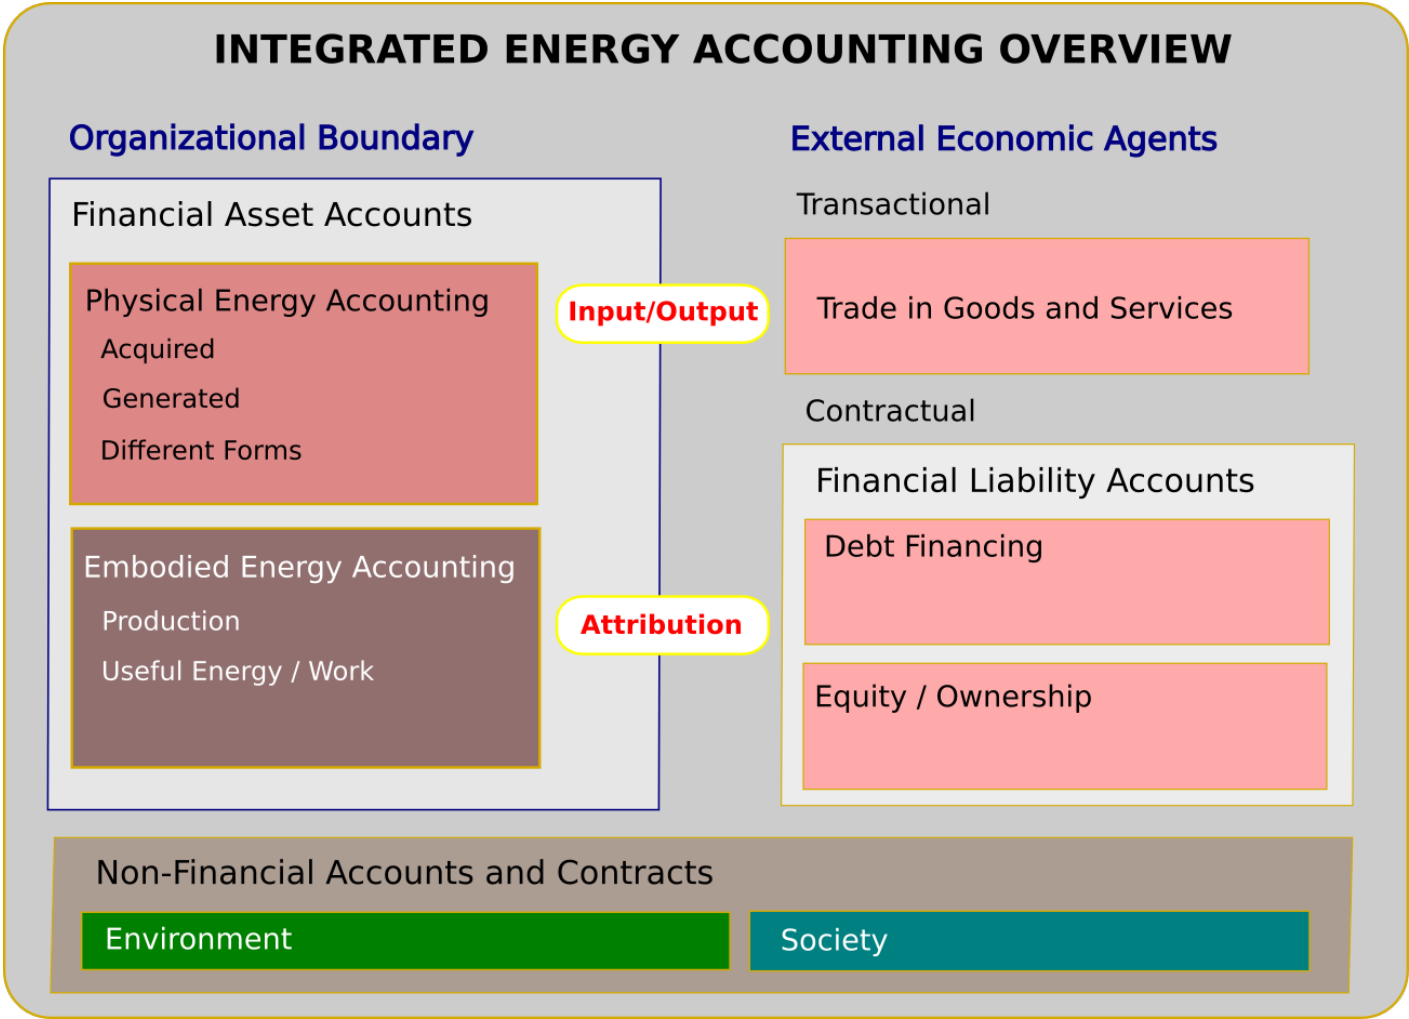 INTEGRATED ENERGY ACCOUNTING OVERVIEW
Organizational Boundary
Financial Asset Accounts
Physical Energy Accounting
Acquired
Generated
Different Forms
Embodied Energy Accounting
Production
Useful Energy / Work
Input/Output
Attribution
External Economic Agents
Transactional
Trade in Goods and Services
Contractual
Financial Liability Accounts
Debt Financing
Equity / Ownership
Non-Financial Accounts and Contracts
Environment
Society